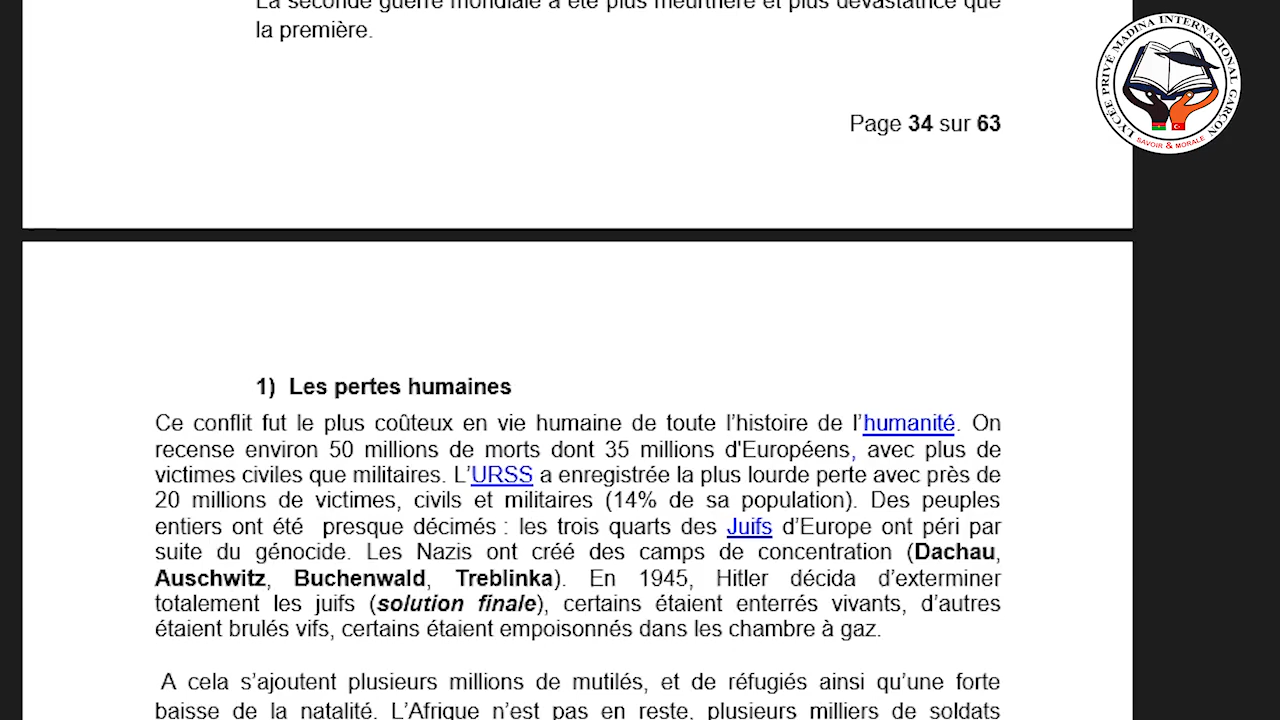 La seconde guerre mondiale a été plus meurtrière et plus dévastatrice que
la première.
Page 34 sur 63
LYCÉE PRIVÉ MADINA INTERNATIONAL GARÇON
SAVOIR & MORALE
1) Les pertes humaines
Ce conflit fut le plus coûteux en vie humaine de toute l’histoire de l’humanité. On
recense environ 50 millions de morts dont 35 millions d'Européens, avec plus de
victimes civiles que militaires. L’URSS a enregistrée la plus lourde perte avec près de
20 millions de victimes, civils et militaires (14% de sa population). Des peuples
entiers ont été presque décimés : les trois quarts des Juifs d’Europe ont péri par
suite du génocide. Les Nazis ont créé des camps de concentration (Dachau,
Auschwitz, Buchenwald, Treblinka). En 1945, Hitler décida d’exterminer
totalement les juifs (solution finale), certains étaient enterrés vivants, d’autres
étaient brulés vifs, certains étaient empoisonnés dans les chambre à gaz.
A cela s’ajoutent plusieurs millions de mutilés, et de réfugiés ainsi qu’une forte
baisse de la natalité. L’Afrique n’est pas en reste, plusieurs milliers de soldats